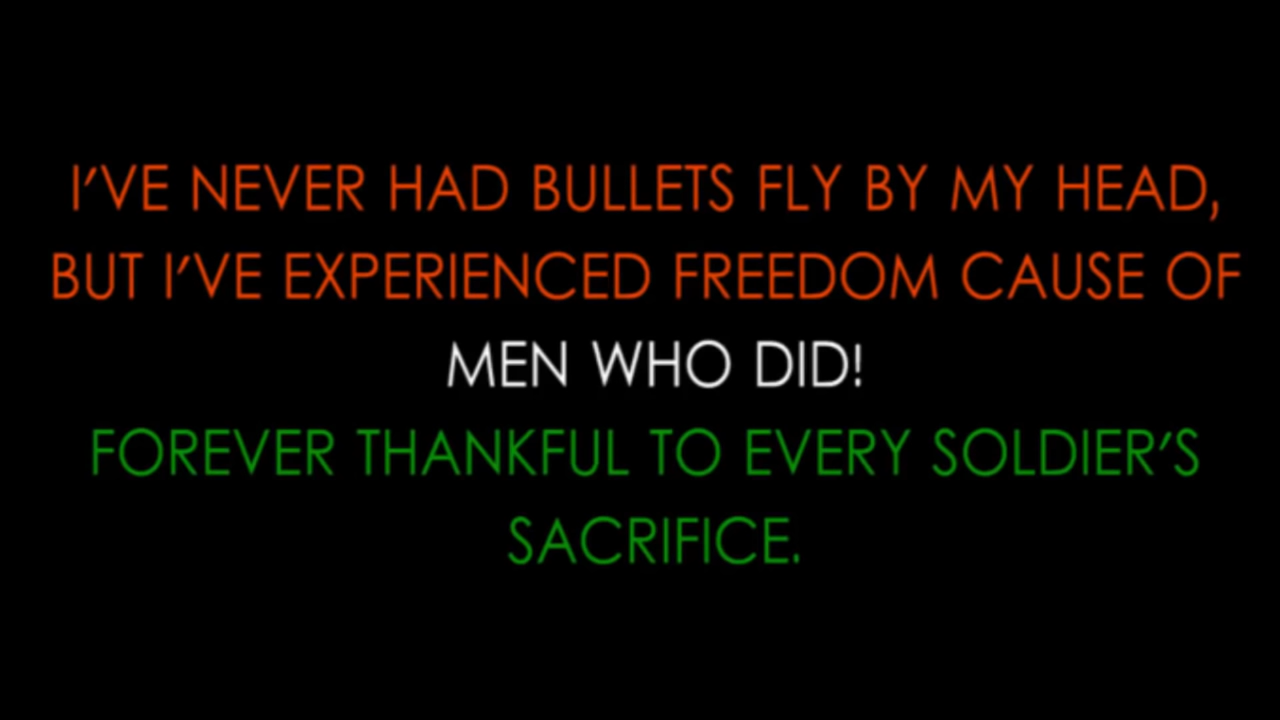 I'VE NEVER HAD BULLETS FLY BY MY HEAD,
BUT I'VE EXPERIENCED FREEDOM CAUSE OF
MEN WHO DID!
FOREVER THANKFUL TO EVERY SOLDIER'S
SACRIFICE.